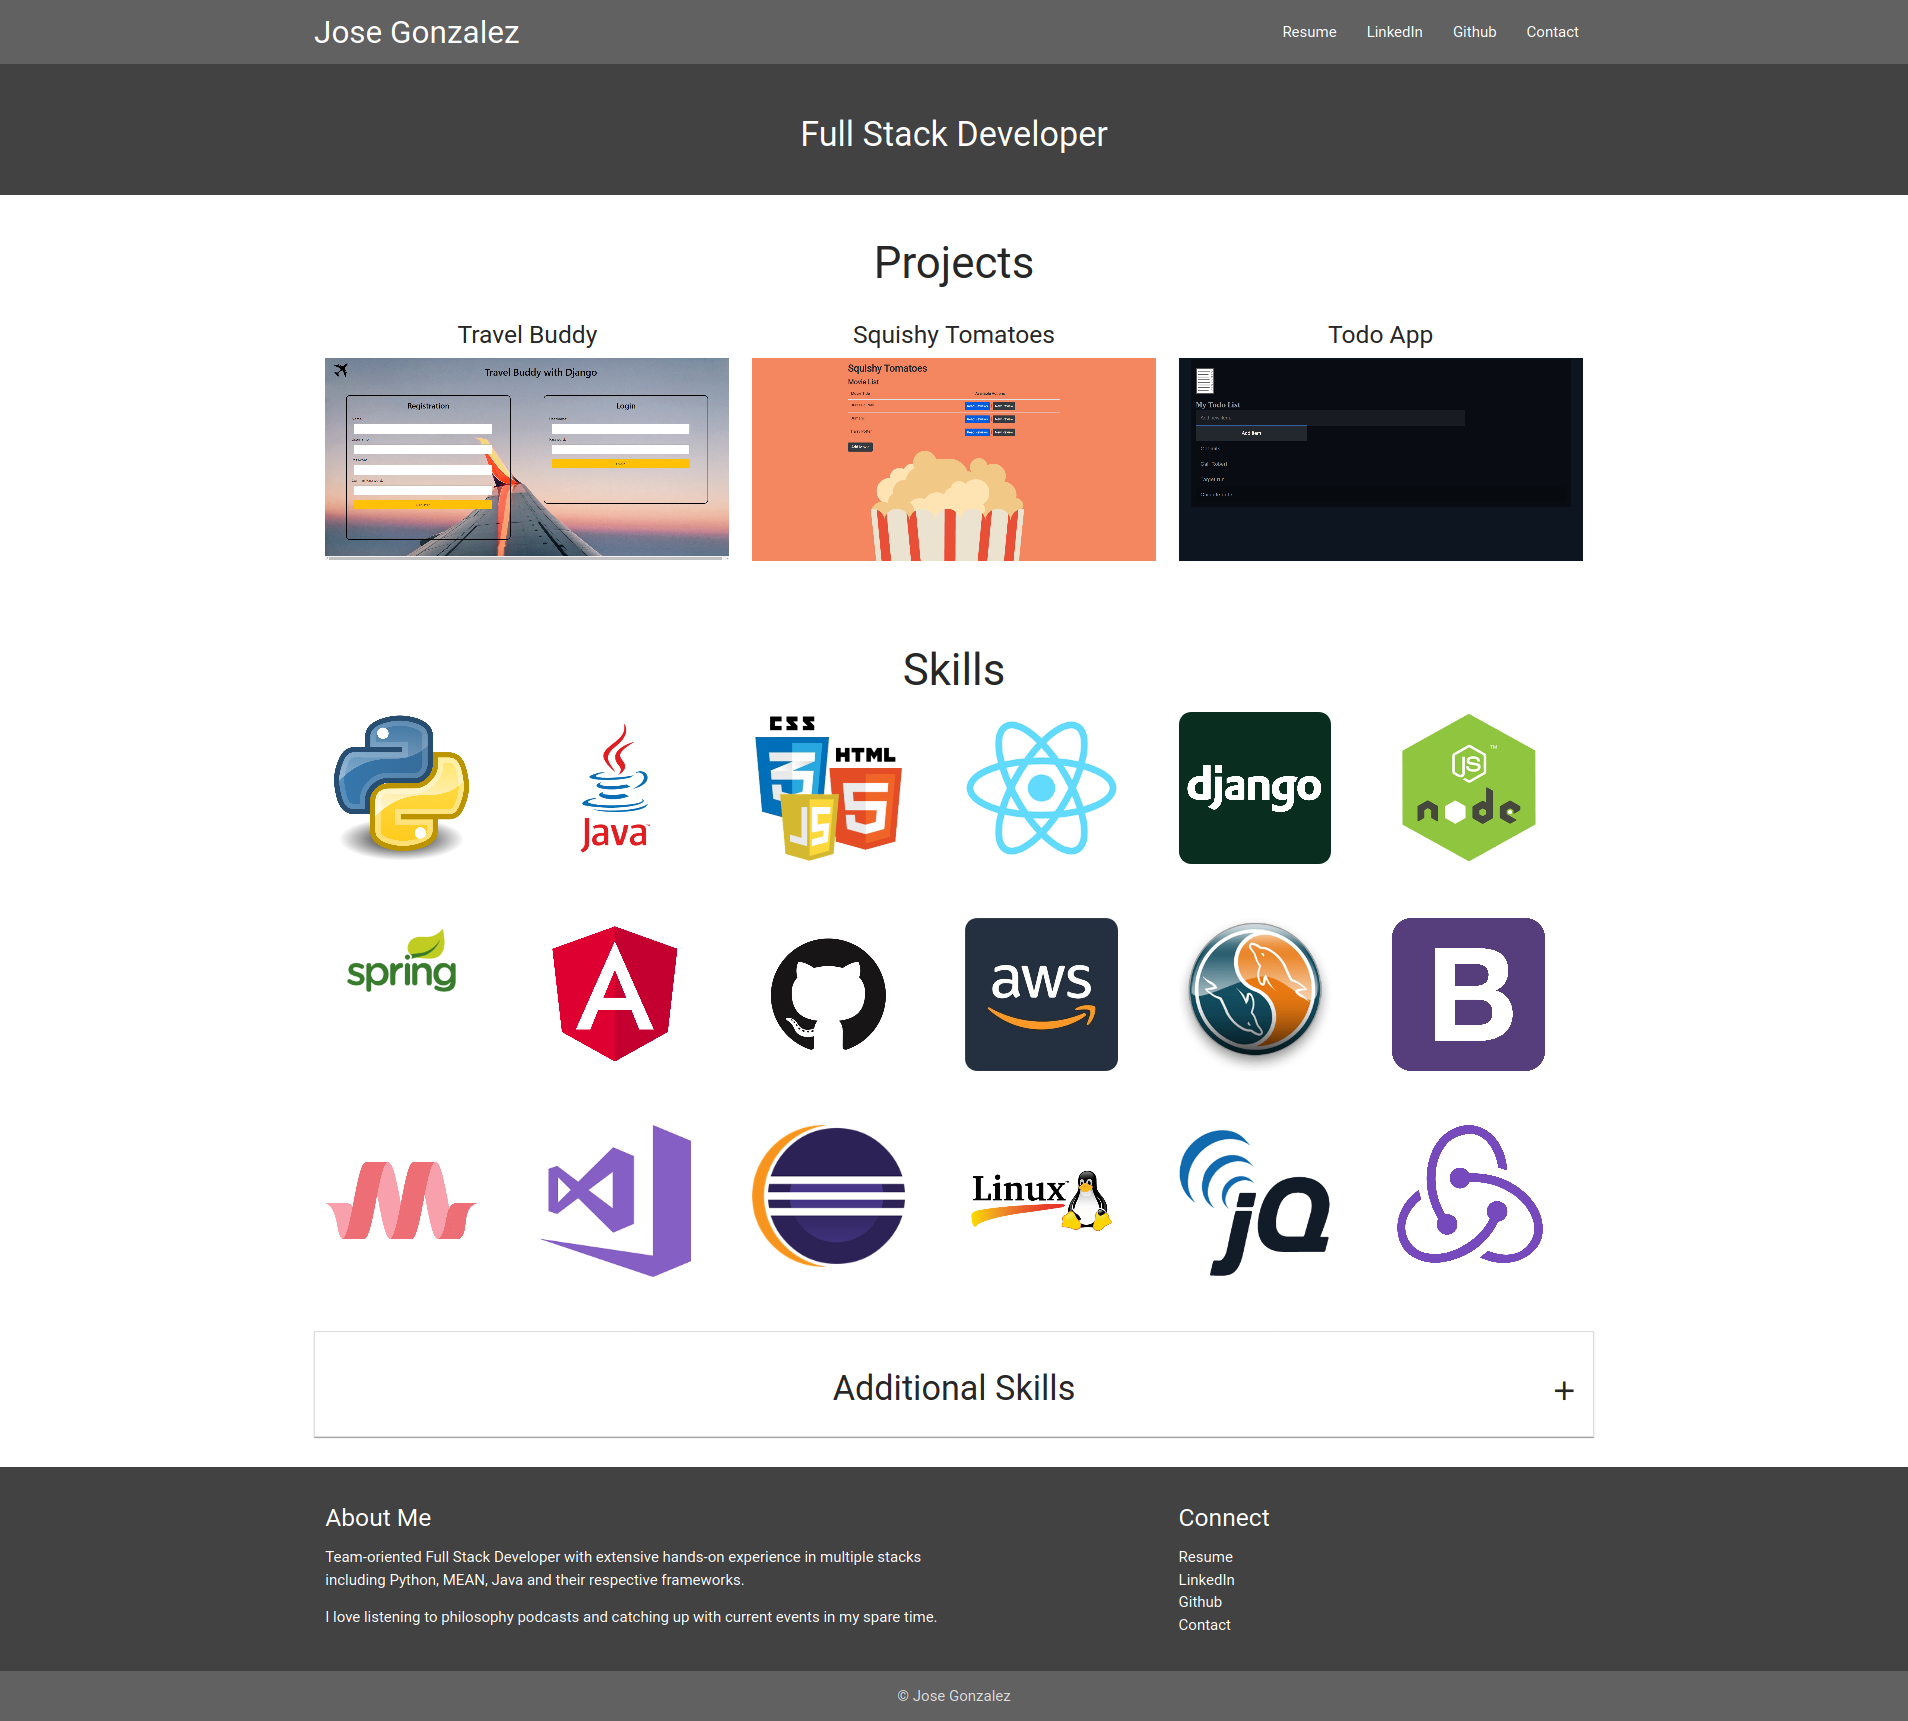 Jose Gonzalez
Resume LinkedIn Github Contact
Full Stack Developer
Projects
Travel Buddy
Squishy Tomatoes
Todo App
Travel Buddy with Django
Registration
Login
Squishy Tomatoes
Movie List
My Todo List
Add Item
Skills
Java™
CSS
HTML
JS
django
JS™
node
spring
aws
B
Linux
jQ
Additional Skills
+
About Me
Team-oriented Full Stack Developer with extensive hands-on experience in multiple stacks
including Python, MEAN, Java and their respective frameworks.
I love listening to philosophy podcasts and catching up with current events in my spare time.
Connect
Resume
LinkedIn
Github
Contact
© Jose Gonzalez